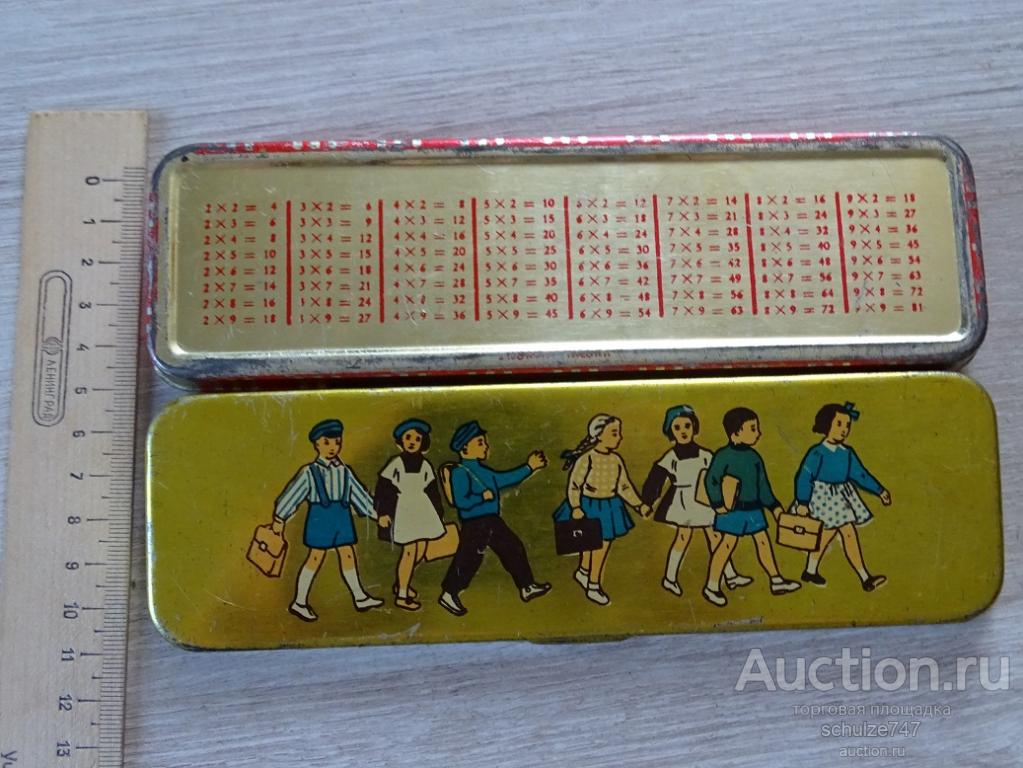 0
1
2
3
4
5
6
7
8
9
10
11
12
13
ЛЕНИНГРАД
2 × 2 = 4 3 × 2 = 6 4 × 2 = 8 5 × 2 = 10 6 × 2 = 12 7 × 2 = 14 8 × 2 = 16 9 × 2 = 18
2 × 3 = 6 3 × 3 = 9 4 × 3 = 12 5 × 3 = 15 6 × 3 = 18 7 × 3 = 21 8 × 3 = 24 9 × 3 = 27
2 × 4 = 8 3 × 4 = 12 4 × 4 = 16 5 × 4 = 20 6 × 4 = 24 7 × 4 = 28 8 × 4 = 32 9 × 4 = 36
2 × 5 = 10 3 × 5 = 15 4 × 5 = 20 5 × 5 = 25 6 × 5 = 30 7 × 5 = 35 8 × 5 = 40 9 × 5 = 45
2 × 6 = 12 3 × 6 = 18 4 × 6 = 24 5 × 6 = 30 6 × 6 = 36 7 × 6 = 42 8 × 6 = 48 9 × 6 = 54
2 × 7 = 14 3 × 7 = 21 4 × 7 = 28 5 × 7 = 35 6 × 7 = 42 7 × 7 = 49 8 × 7 = 56 9 × 7 = 63
2 × 8 = 16 3 × 8 = 24 4 × 8 = 32 5 × 8 = 40 6 × 8 = 48 7 × 8 = 56 8 × 8 = 64 9 × 8 = 72
2 × 9 = 18 3 × 9 = 27 4 × 9 = 36 5 × 9 = 45 6 × 9 = 54 7 × 9 = 63 8 × 9 = 72 9 × 9 = 81
Auction.ru
торговая площадка
schulze747
auction.ru